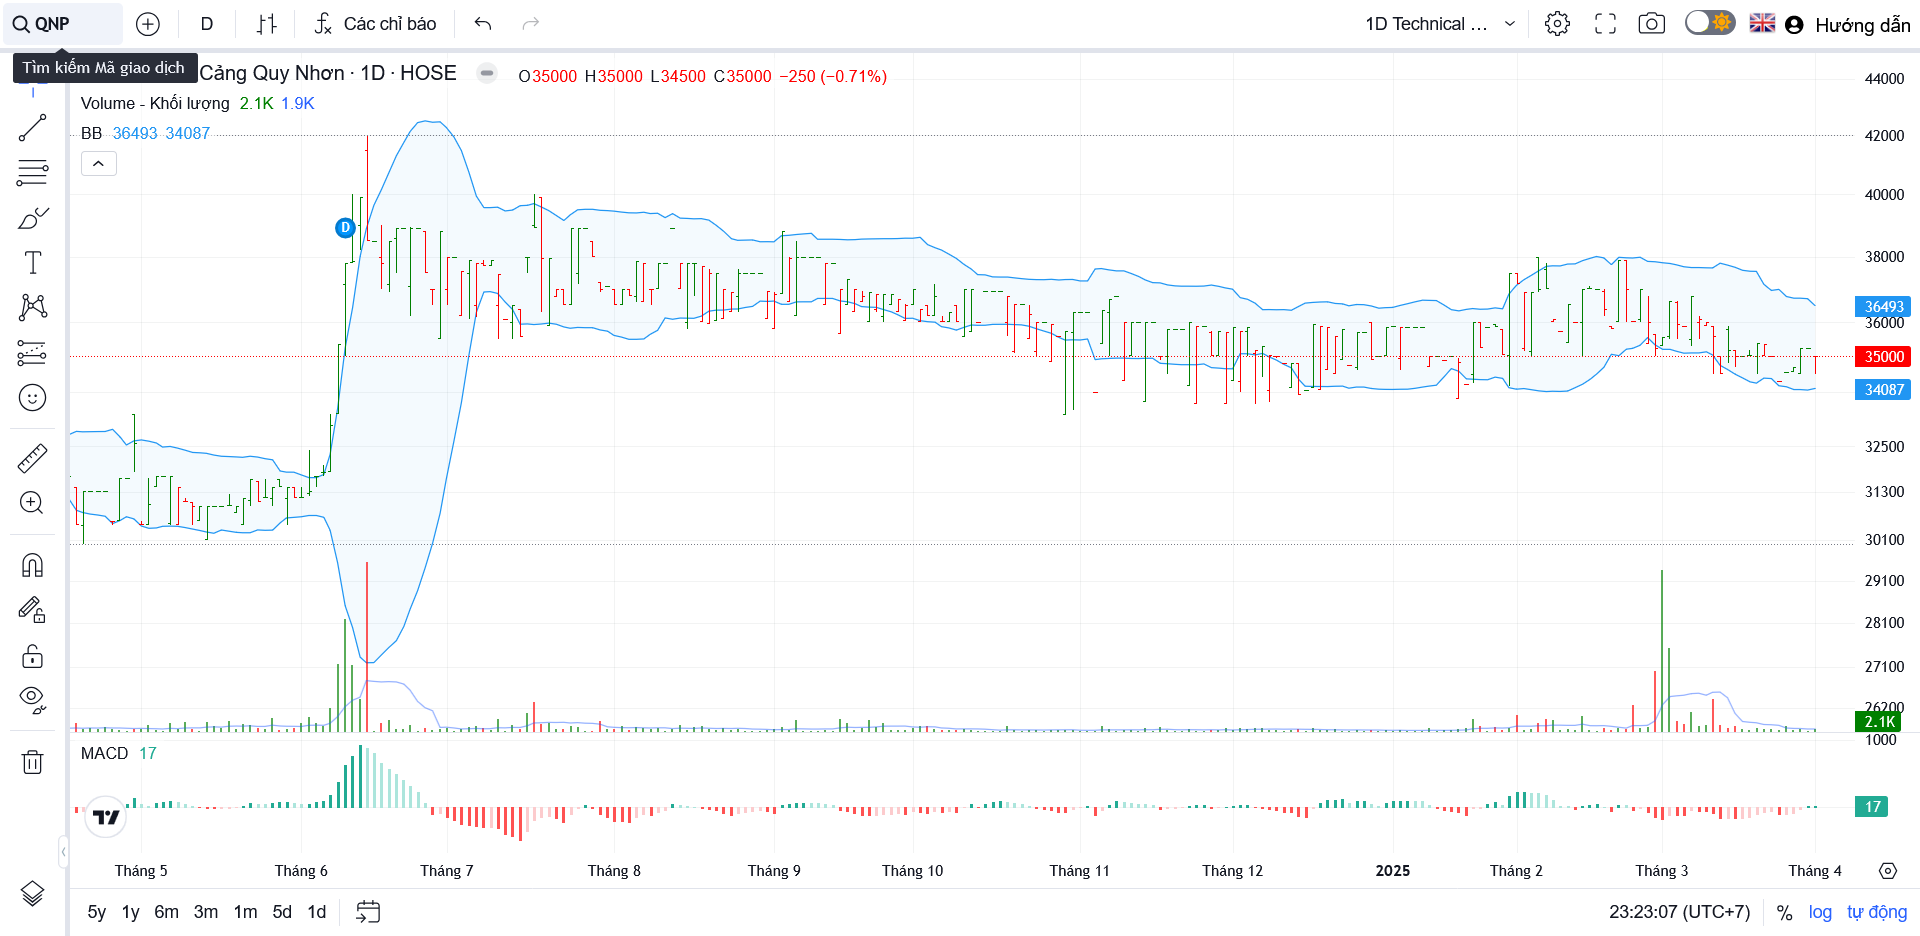 QNP
D
Các chỉ báo
1D Technical ...
Hướng dẫn
Tìm kiếm Mã giao dịch
Cảng Quy Nhơn · 1D · HOSE
O35000 H35000 L34500 C35000 −250 (−0.71%)
Volume - Khối lượng 2.1K 1.9K
BB 36493 34087
D
44000
42000
40000
38000
36493
36000
35000
34087
32500
31300
30100
29100
28100
27100
26200
2.1K
1000
MACD 17
17
Tháng 5
Tháng 6
Tháng 7
Tháng 8
Tháng 9
Tháng 10
Tháng 11
Tháng 12
2025
Tháng 2
Tháng 3
Tháng 4
5y 1y 6m 3m 1m 5d 1d
23:23:07 (UTC+7)
% log tự động